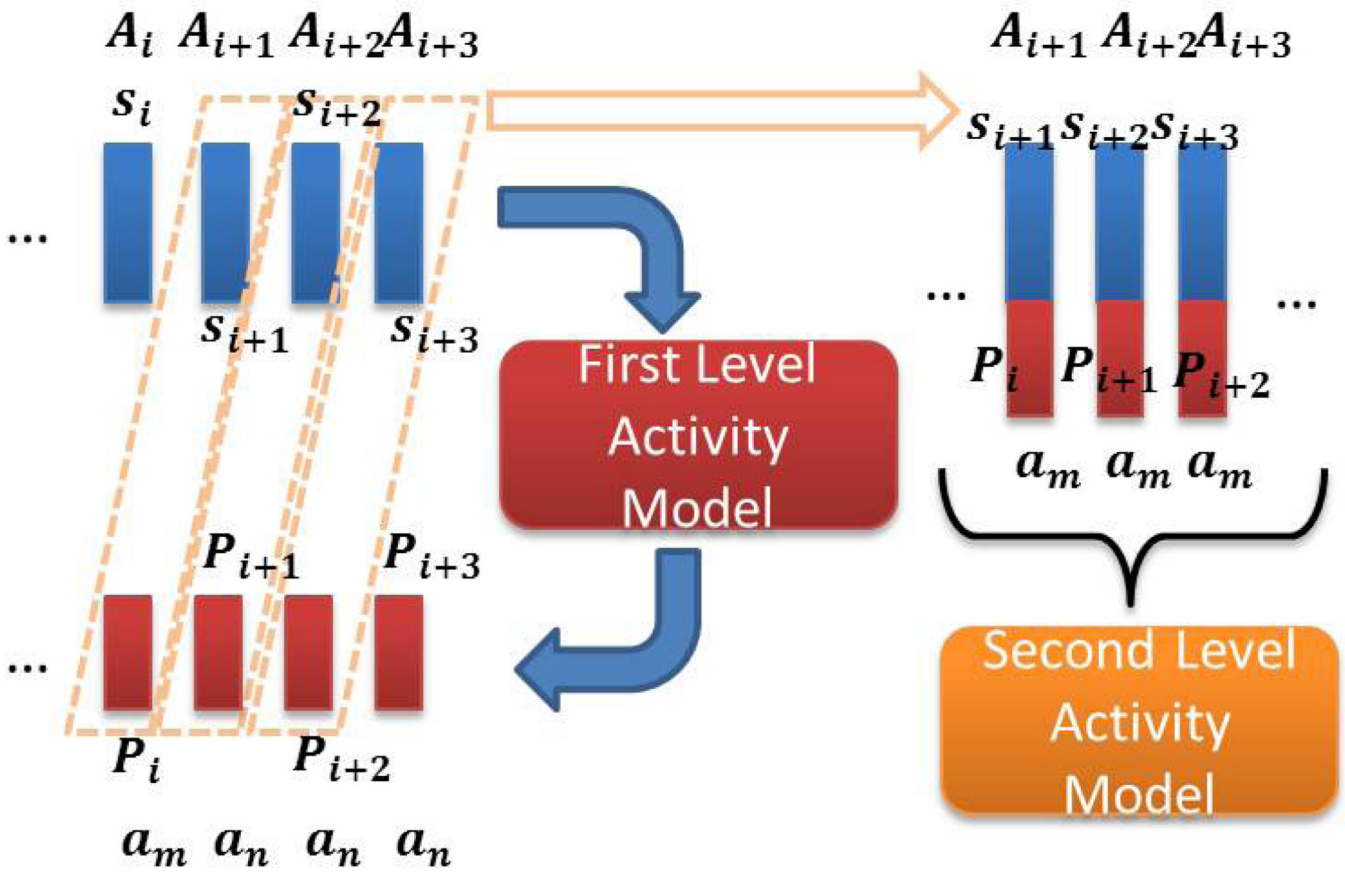 A_i A_{i+1} A_{i+2} A_{i+3}
s_i s_{i+2}
...
s_{i+1} s_{i+3}
First Level
Activity
Model
P_{i+1} P_{i+3}
...
P_i P_{i+2}
a_m a_n a_n a_n
A_{i+1} A_{i+2} A_{i+3}
s_{i+1} s_{i+2} s_{i+3}
... ...
P_i P_{i+1} P_{i+2}
a_m a_m a_m
Second Level
Activity
Model